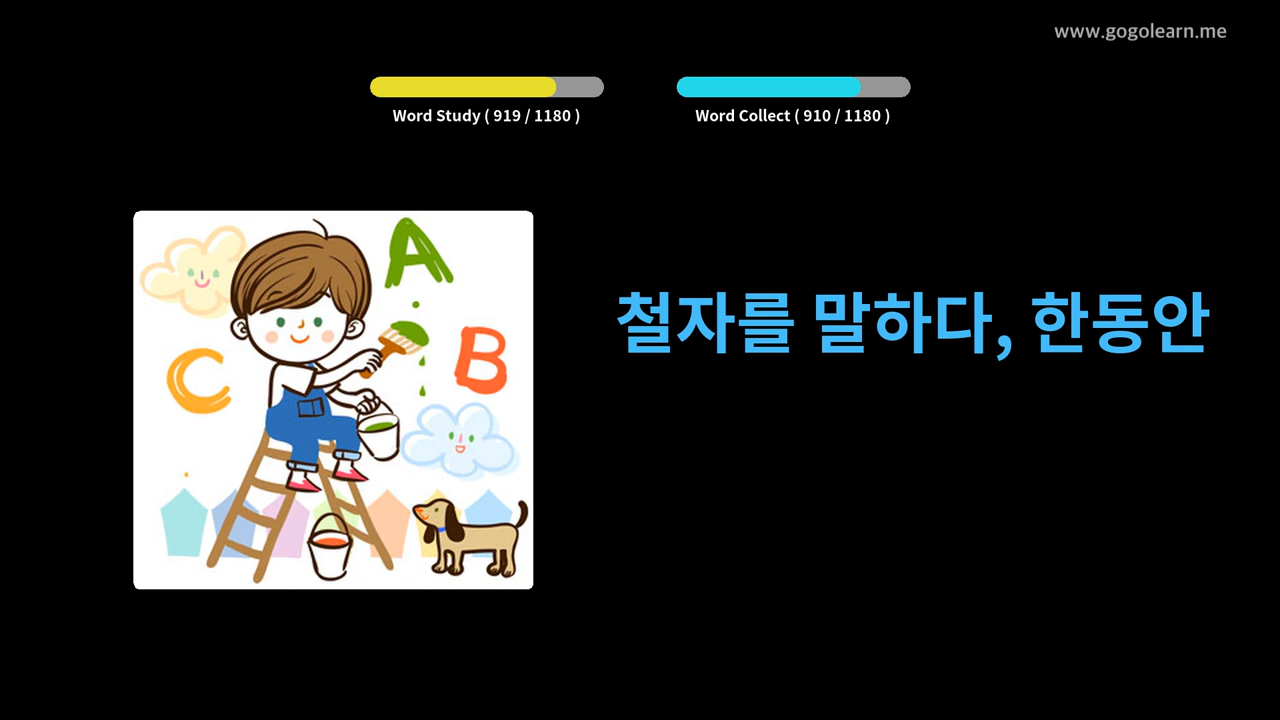 www.gogolearn.me
Word Study ( 919 / 1180 )
Word Collect ( 910 / 1180 )
A
B
C
철자를 말하다, 한동안